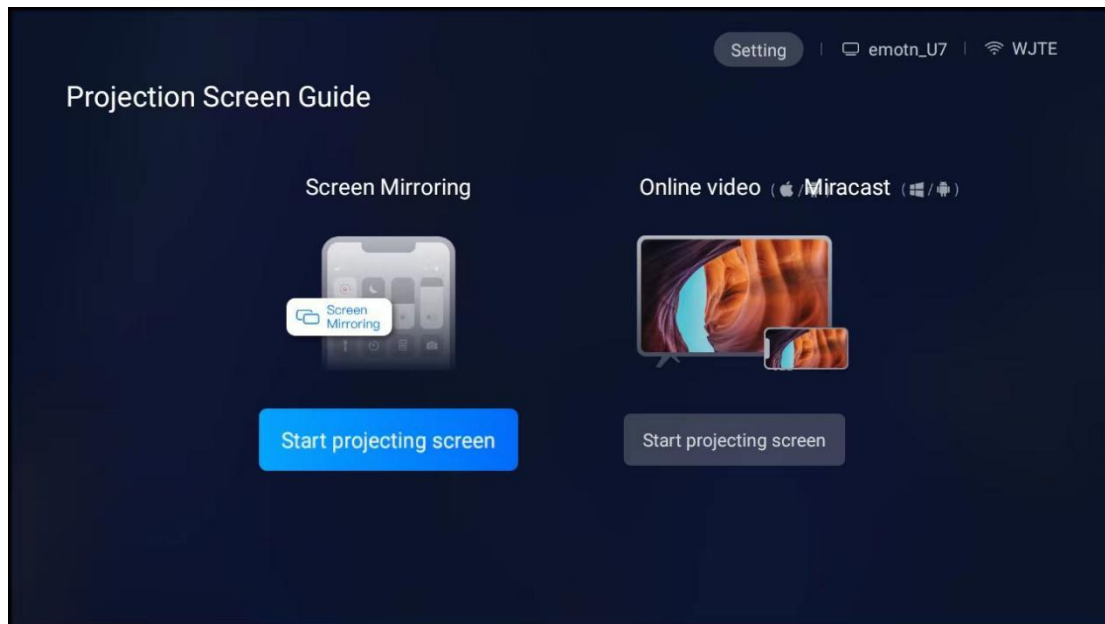 Setting | emotn_U7 | WJTE
Projection Screen Guide
Screen Mirroring
Online video ( / Miracast ( / )
Screen
Mirroring
Start projecting screen
Start projecting screen